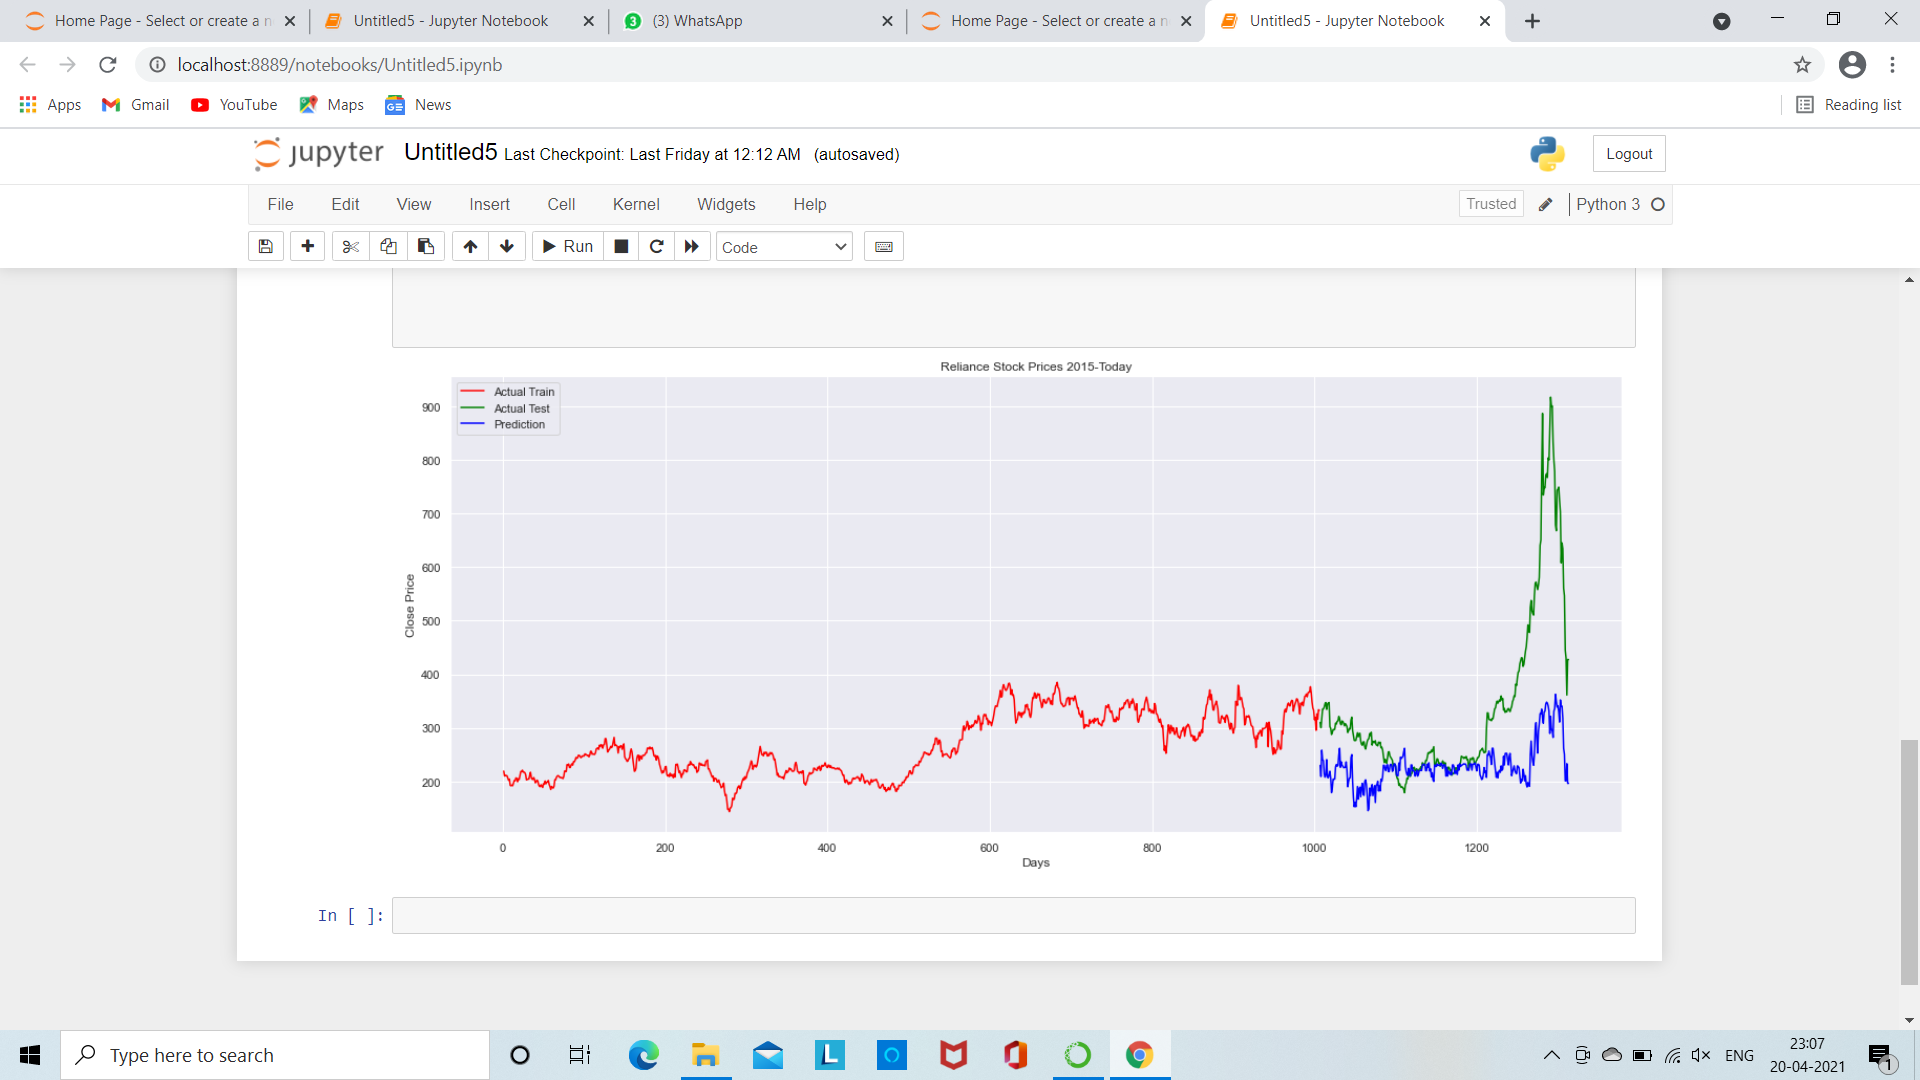 Home Page - Select or create a n
Untitled5 - Jupyter Notebook
3
(3) WhatsApp
Home Page - Select or create a n
Untitled5 - Jupyter Notebook
localhost:8889/notebooks/Untitled5.ipynb
Apps
Gmail
YouTube
Maps
GE
News
Reading list
jupyter
Untitled5 Last Checkpoint: Last Friday at 12:12 AM (autosaved)
Logout
File Edit View Insert Cell Kernel Widgets Help
Trusted
Python 3
Run
Code
Reliance Stock Prices 2015-Today
Actual Train
Actual Test
Prediction
900
800
700
600
500
400
300
200
Close Price
0 200 400 600 800 1000 1200
Days
In [ ]:
Type here to search
L
ENG
23:07
20-04-2021
1